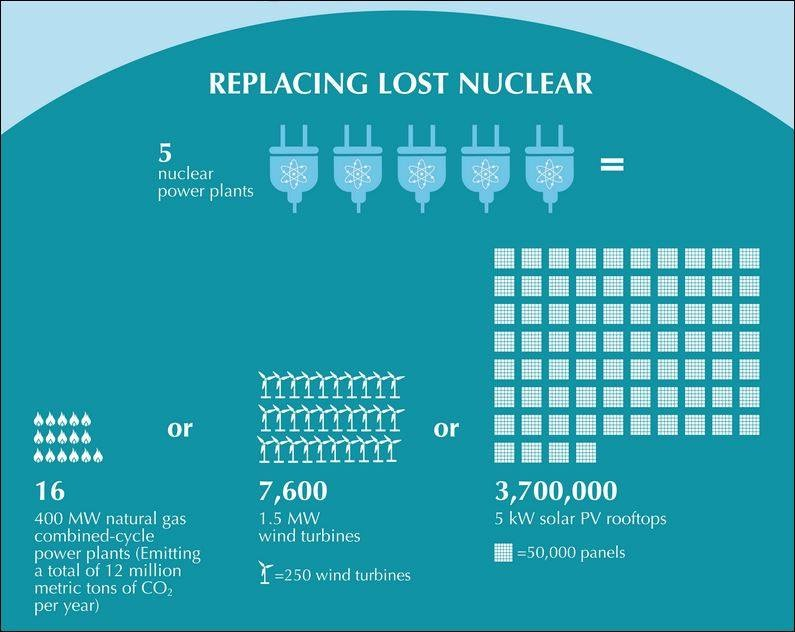 REPLACING LOST NUCLEAR
5
nuclear
power plants
=
or
or
16
400 MW natural gas
combined-cycle
power plants (Emitting
a total of 12 million
metric tons of CO₂
per year)
7,600
1.5 MW
wind turbines
=250 wind turbines
3,700,000
5 kW solar PV rooftops
=50,000 panels